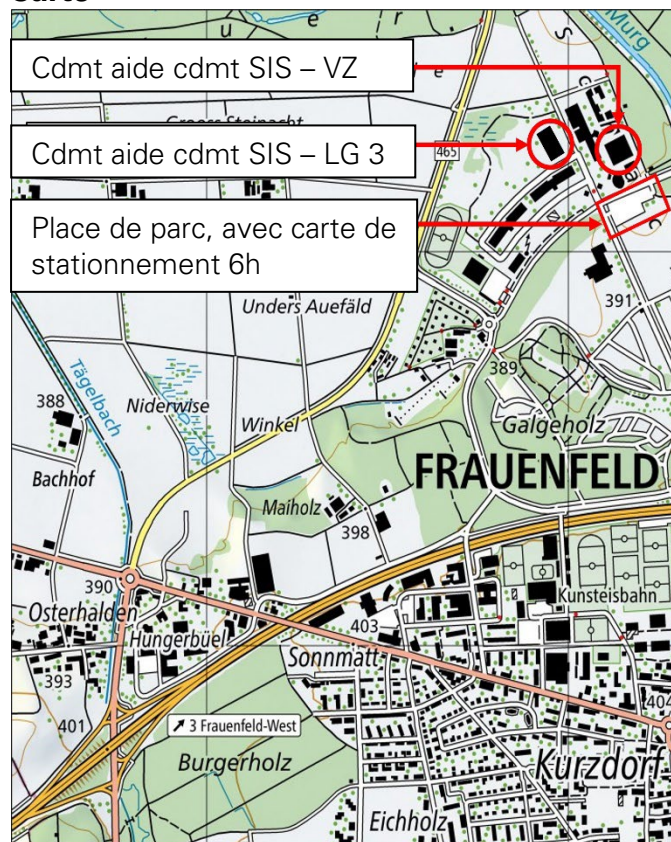 u e r
S
Murg
Cdmt aide cdmt SIS – VZ
Cdmt aide cdmt SIS – LG 3
465
Place de parc, avec carte de
stationnement 6h
391
Unders Auefäld
Tägelbach
389
388
Niderwise
Winkel
Galgeholz
Bachhof
FRAUENFELD
Maiholz
398
390
Kunsteisbahn
Osterhalden
403
Hungerbüel
Sonnmatt
393
404
401
↗ 3 Frauenfeld-West
Burgerholz
Kurzdorf
Eichholz